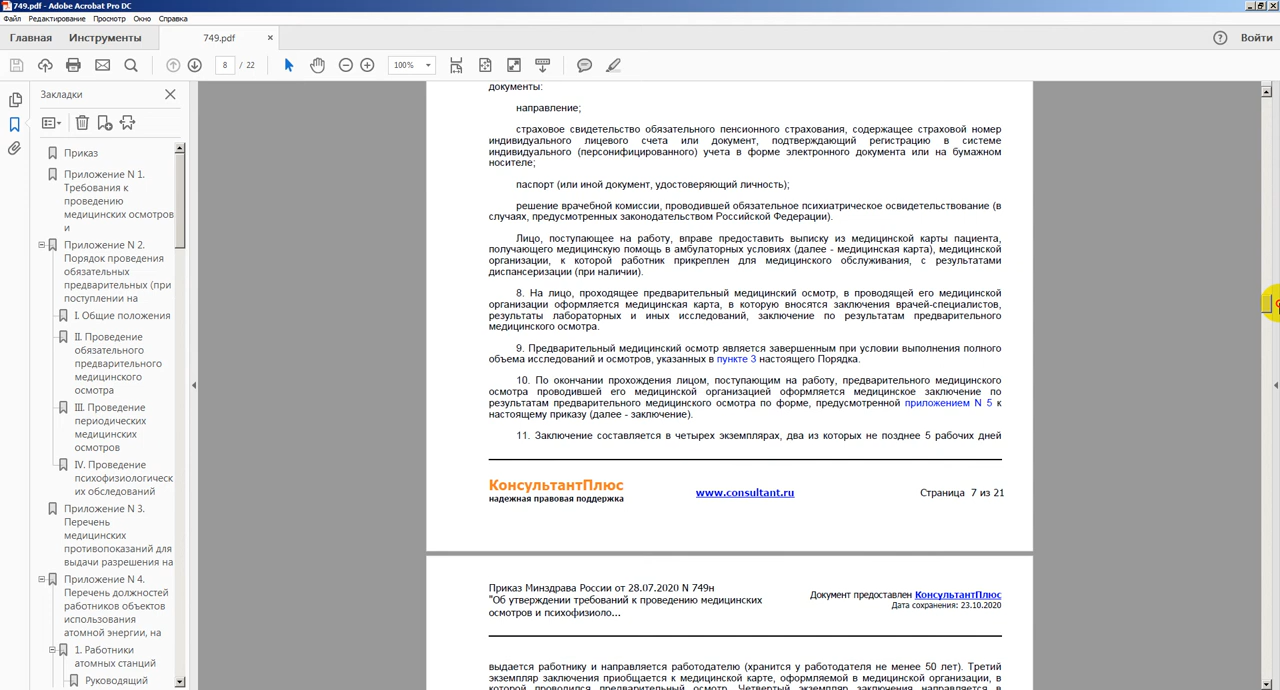 749.pdf - Adobe Acrobat Pro DC
Файл Редактирование Просмотр Окно Справка
Главная Инструменты 749.pdf × Войти
8 / 22 100%
Закладки
Приказ
Приложение N 1.
Требования к
проведению
медицинских осмотров
и
Приложение N 2.
Порядок проведения
обязательных
предварительных (при
поступлении на
I. Общие положения
II. Проведение
обязательного
предварительного
медицинского
осмотра
III. Проведение
периодических
медицинских
осмотров
IV. Проведение
психофизиологическ
их обследований
Приложение N 3.
Перечень
медицинских
противопоказаний для
выдачи разрешения на
Приложение N 4.
Перечень должностей
работников объектов
использования
атомной энергии, на
1. Работники
атомных станций
Руководящий
документы:
направление;
страховое свидетельство обязательного пенсионного страхования, содержащее страховой номер
индивидуального лицевого счета или документ, подтверждающий регистрацию в системе
индивидуального (персонифицированного) учета в форме электронного документа или на бумажном
носителе;
паспорт (или иной документ, удостоверяющий личность);
решение врачебной комиссии, проводившей обязательное психиатрическое освидетельствование (в
случаях, предусмотренных законодательством Российской Федерации).
Лицо, поступающее на работу, вправе предоставить выписку из медицинской карты пациента,
получающего медицинскую помощь в амбулаторных условиях (далее - медицинская карта), медицинской
организации, к которой работник прикреплен для медицинского обслуживания, с результатами
диспансеризации (при наличии).
8. На лицо, проходящее предварительный медицинский осмотр, в проводящей его медицинской
организации оформляется медицинская карта, в которую вносятся заключения врачей-специалистов,
результаты лабораторных и иных исследований, заключение по результатам предварительного
медицинского осмотра.
9. Предварительный медицинский осмотр является завершенным при условии выполнения полного
объема исследований и осмотров, указанных в пункте 3 настоящего Порядка.
10. По окончании прохождения лицом, поступающим на работу, предварительного медицинского
осмотра проводившей его медицинской организацией оформляется медицинское заключение по
результатам предварительного медицинского осмотра по форме, предусмотренной приложением N 5 к
настоящему приказу (далее - заключение).
11. Заключение составляется в четырех экземплярах, два из которых не позднее 5 рабочих дней
КонсультантПлюс
надежная правовая поддержка
www.consultant.ru
Страница 7 из 21
Приказ Минздрава России от 28.07.2020 N 749н
"Об утверждении требований к проведению медицинских
осмотров и психофизиоло...
Документ предоставлен КонсультантПлюс
Дата сохранения: 23.10.2020
выдается работнику и направляется работодателю (хранится у работодателя не менее 50 лет). Третий
экземпляр заключения приобщается к медицинской карте, оформляемой в медицинской организации, в
которой проводился предварительный осмотр. Четвертый экземпляр заключения направляется в